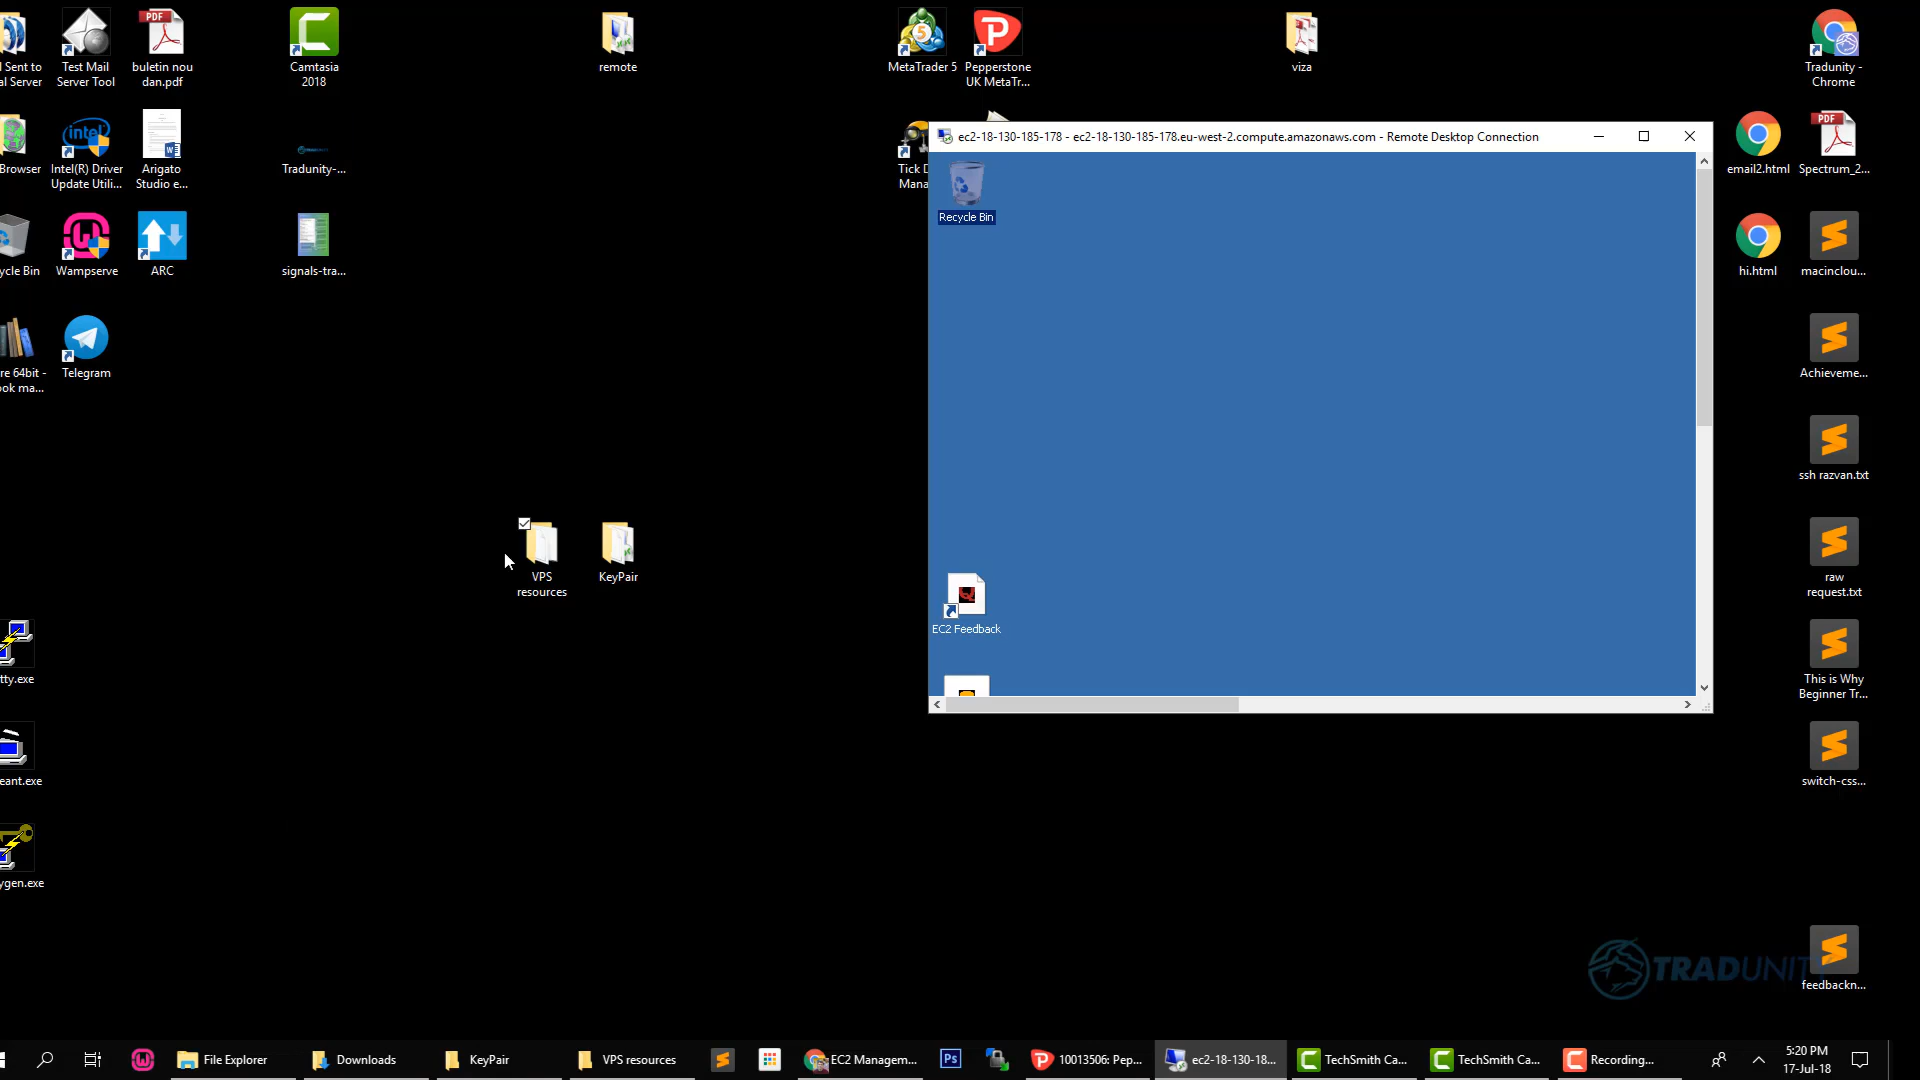 l Sent to
al Server
Test Mail
Server Tool
PDF
buletin nou
dan.pdf
Camtasia
2018
remote
5
MetaTrader 5
Pepperstone
UK MetaTr...
viza
Tradunity -
Chrome
Browser
intel
Intel(R) Driver
Update Utili...
Arigato
Studio e...
Tradunity-...
Tick D
Mana
ec2-18-130-185-178 - ec2-18-130-185-178.eu-west-2.compute.amazonaws.com - Remote Desktop Connection
Recycle Bin
email2.html
PDF
Spectrum_2...
ycle Bin
Wampserve
ARC
signals-tra...
hi.html
macinclou...
re 64bit -
ook ma...
Telegram
Achieveme...
ssh razvan.txt
VPS
resources
KeyPair
EC2 Feedback
raw
request.txt
tty.exe
This is Why
Beginner Tr...
eant.exe
switch-css...
ygen.exe
TRADUNIT
feedbackn...
File Explorer
Downloads
KeyPair
VPS resources
EC2 Managem...
Ps
10013506: Pep...
ec2-18-130-18...
TechSmith Ca...
TechSmith Ca...
Recording...
5:20 PM
17-Jul-18